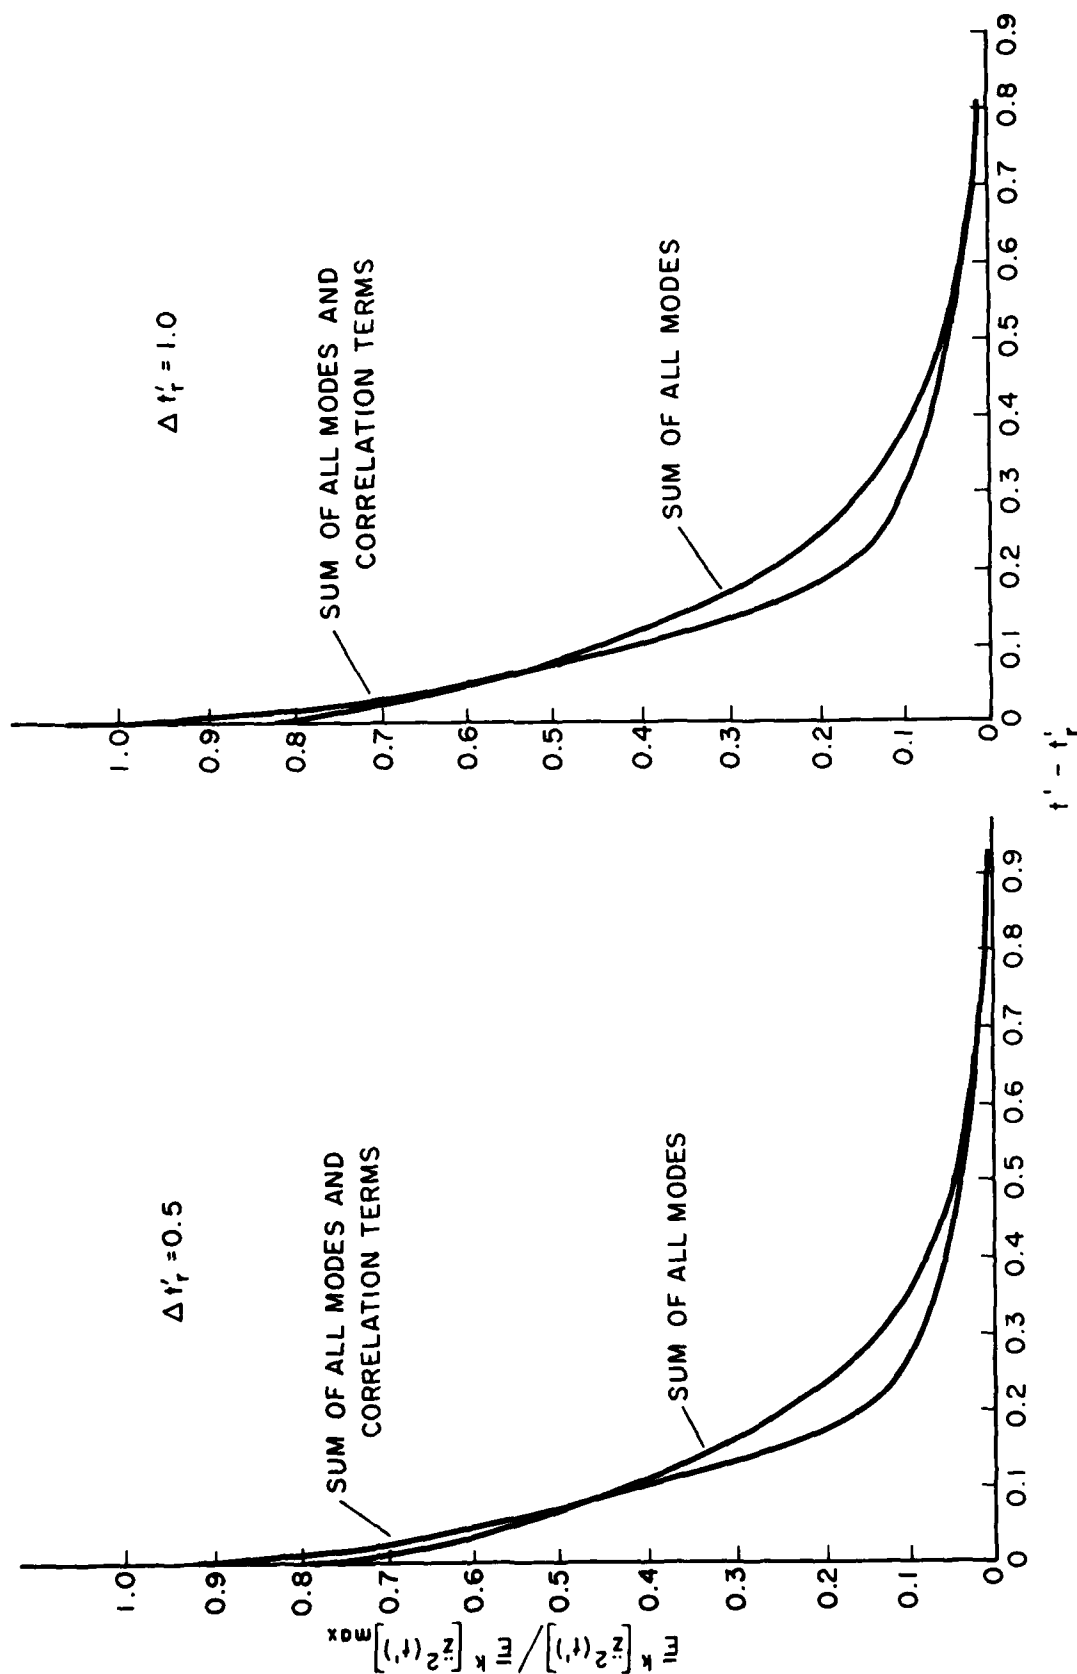 Δ t'r = 0.5
SUM OF ALL MODES AND
CORRELATION TERMS
SUM OF ALL MODES
1.0
0.9
0.8
0.7
0.6
0.5
0.4
0.3
0.2
0.1
0
0 0.1 0.2 0.3 0.4 0.5 0.6 0.7 0.8 0.9
Δ t'r = 1.0
SUM OF ALL MODES AND
CORRELATION TERMS
SUM OF ALL MODES
1.0
0.9
0.8
0.7
0.6
0.5
0.4
0.3
0.2
0.1
0
0 0.1 0.2 0.3 0.4 0.5 0.6 0.7 0.8 0.9
t' - t'r